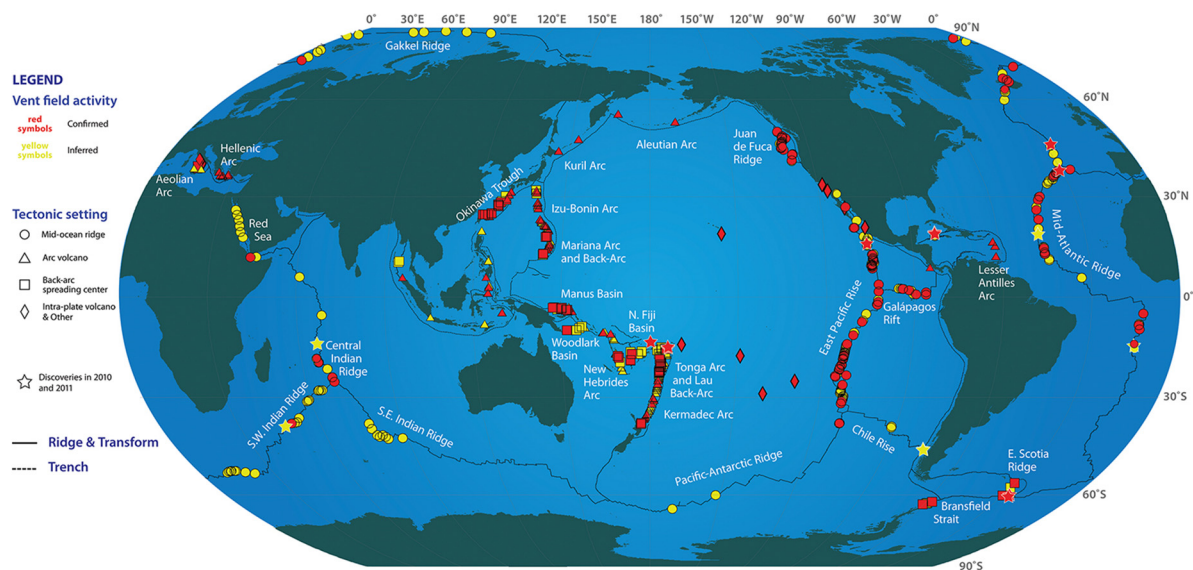 0°
30°E
60°E
90°E
120°E
150°E
180°
150°W
120°W
90°W
60°W
30°W
0°
90°N
60°N
30°N
0°
30°S
60°S
90°S
LEGEND
Vent field activity
red
symbols
Confirmed
yellow
symbols
Inferred
Tectonic setting
Mid-ocean ridge
Arc volcano
Back-arc
spreading center
Intra-plate volcano
& Other
Discoveries in 2010
and 2011
Ridge & Transform
Trench
Gakkel Ridge
Hellenic
Arc
Aeolian
Arc
Red
Sea
Central
Indian
Ridge
S.W. Indian Ridge
S.E. Indian Ridge
Okinawa Trough
Kuril Arc
Aleutian Arc
Izu-Bonin Arc
Mariana Arc
and Back-Arc
Manus Basin
Woodlark
Basin
N. Fiji
Basin
New
Hebrides
Arc
Tonga Arc
and Lau
Back-Arc
Kermadec Arc
Pacific-Antarctic Ridge
Juan
de Fuca
Ridge
East Pacific Rise
Galápagos
Rift
Chile Rise
Lesser
Antilles
Arc
Mid-Atlantic Ridge
E. Scotia
Ridge
Bransfield
Strait